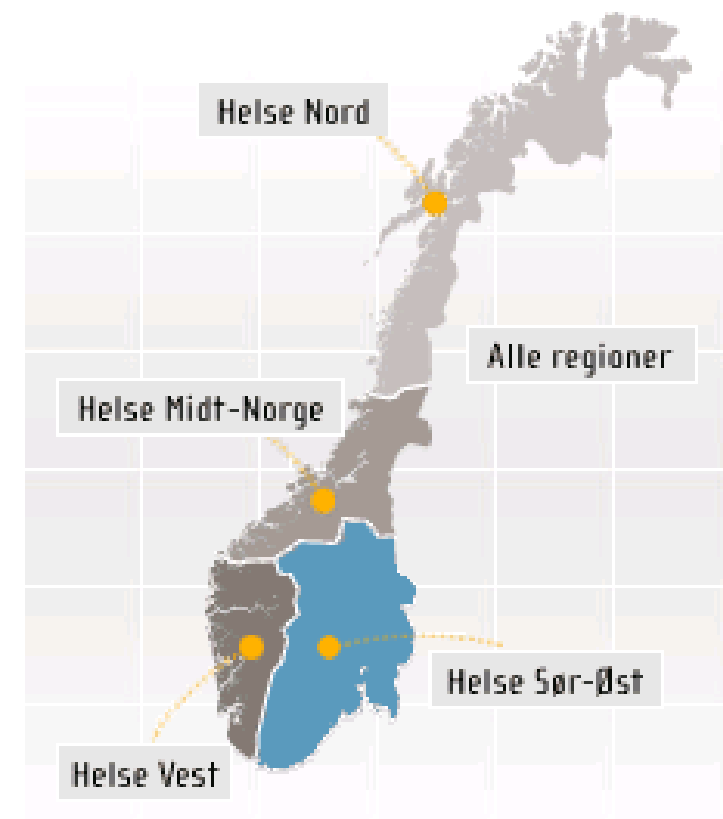 Helse Nord
Alle regioner
Helse Midt-Norge
Helse Sør-Øst
Helse Vest